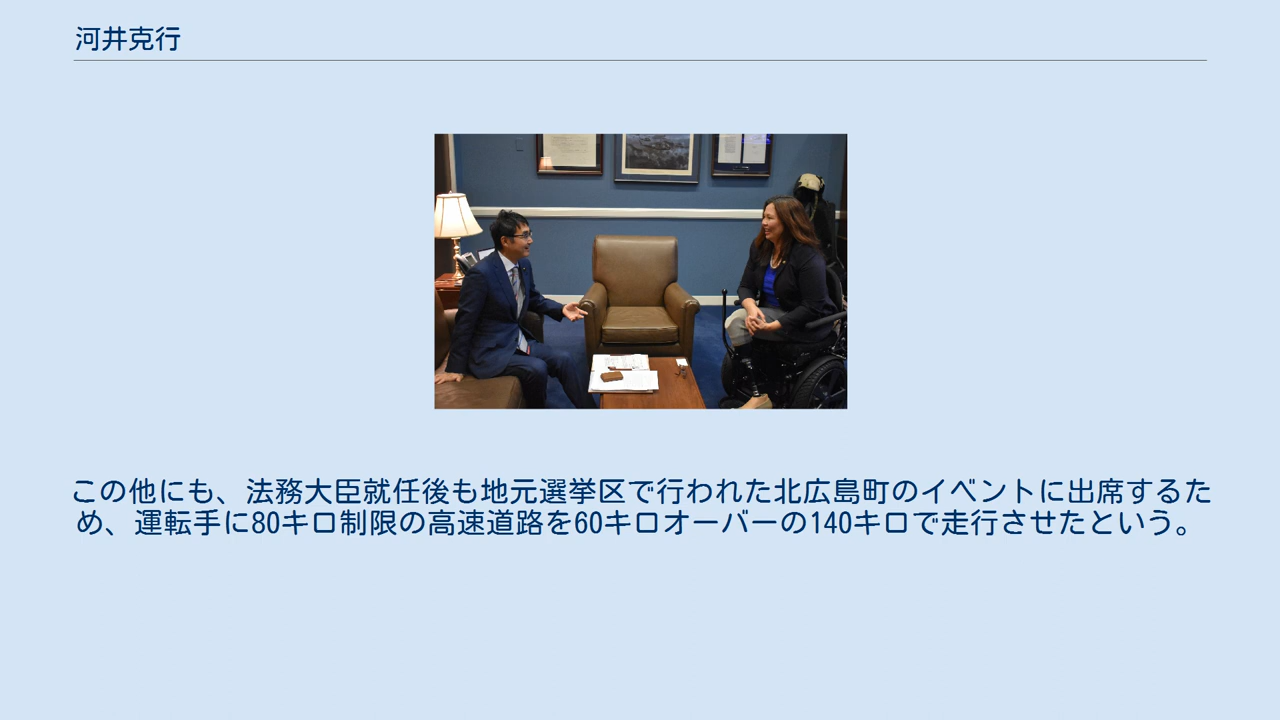 河井克行
この他にも、法務大臣就任後も地元選挙区で行われた北広島町のイベントに出席するた
め、運転手に80キロ制限の高速道路を60キロオーバーの140キロで走行させたという。